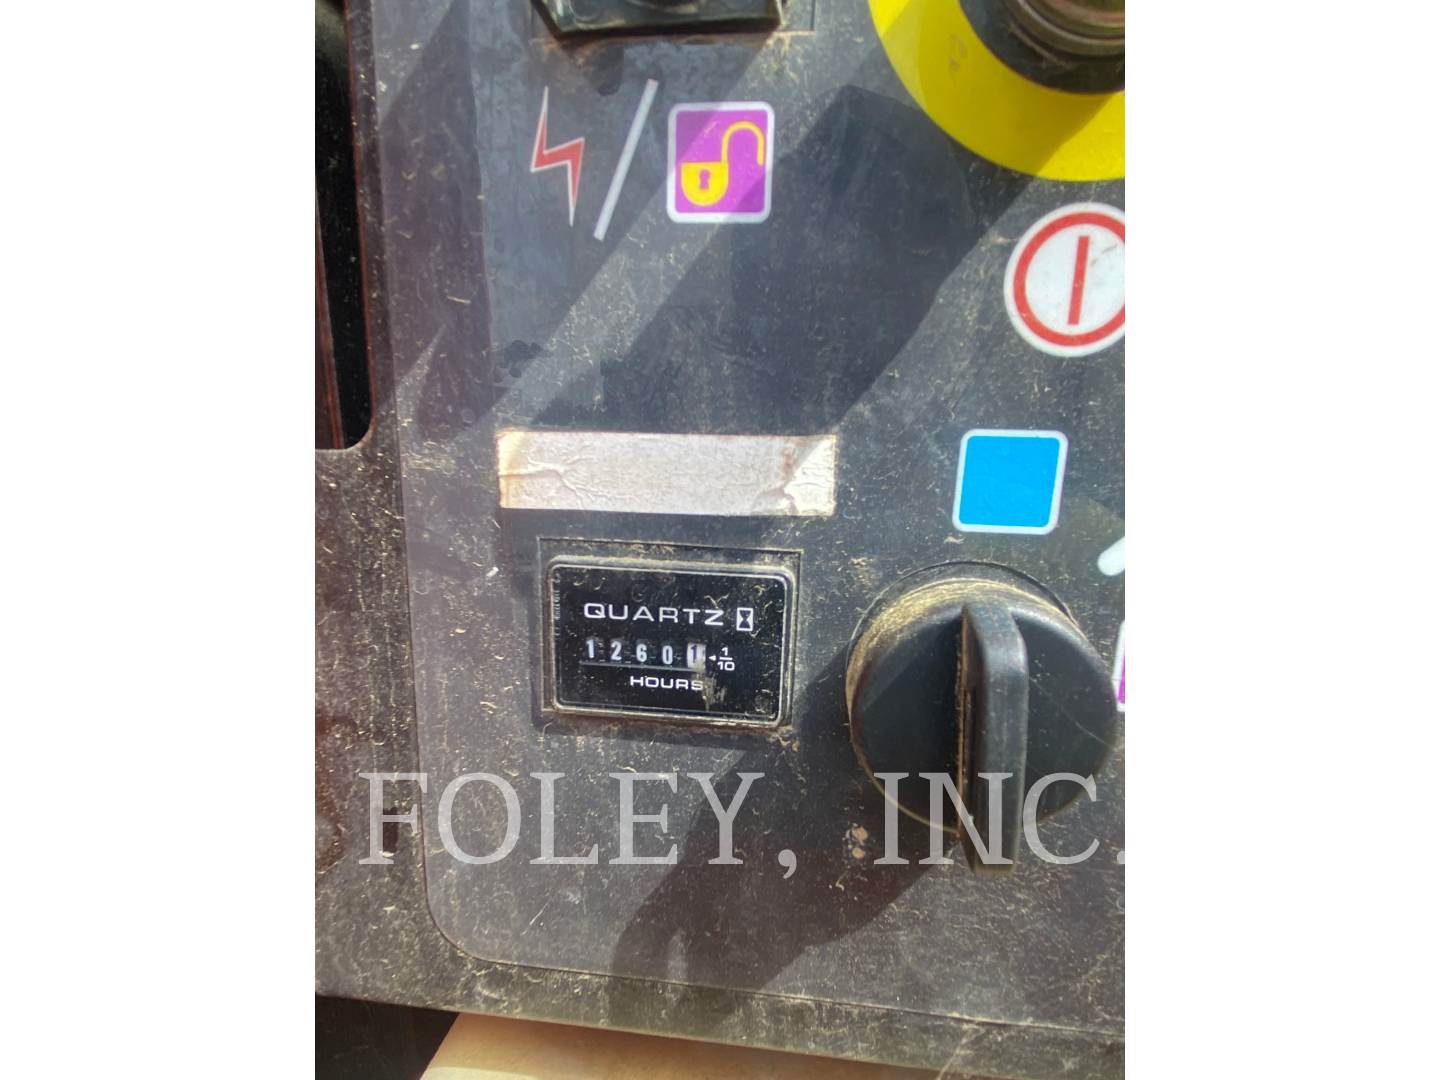 QUARTZ
12601 1/10
HOURS
FOLEY, INC.